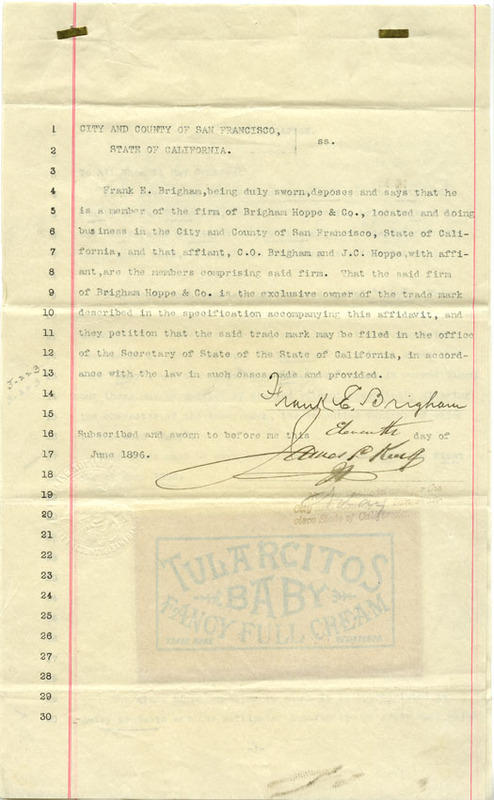 1 CITY AND COUNTY OF SAN FRANCISCO,
ss.
2 STATE OF CALIFORNIA.
3
4 Frank E. Brigham,being duly sworn,deposes and says that he
5 is a member of the firm of Brigham Hoppe & Co., located and doing
6 business in the City and County of San Francisco, State of Cali-
7 fornia, and that affiant, C.O. Brigham and J.C. Hoppe,with affi-
8 ant,are the members comprising said firm. That the said firm
9 of Brigham Hoppe & Co. is the exclusive owner of the trade mark
10 described in the specification accompanying this affidavit, and
11 they petition that the said trade mark may be filed in the office
12 of the Secretary of State of the State of California, in accord-
13 ance with the law in such cases made and provided.
14 Frank E. Brigham
15
16 Subscribed and sworn to before me this Eleventh day of
17 June 1896. James L. King
18
19
20 State of California
21
22 TULARCITOS
23 BABY
24 FANCY FULL CREAM
25 TRADE MARK
26
27
28
29
30